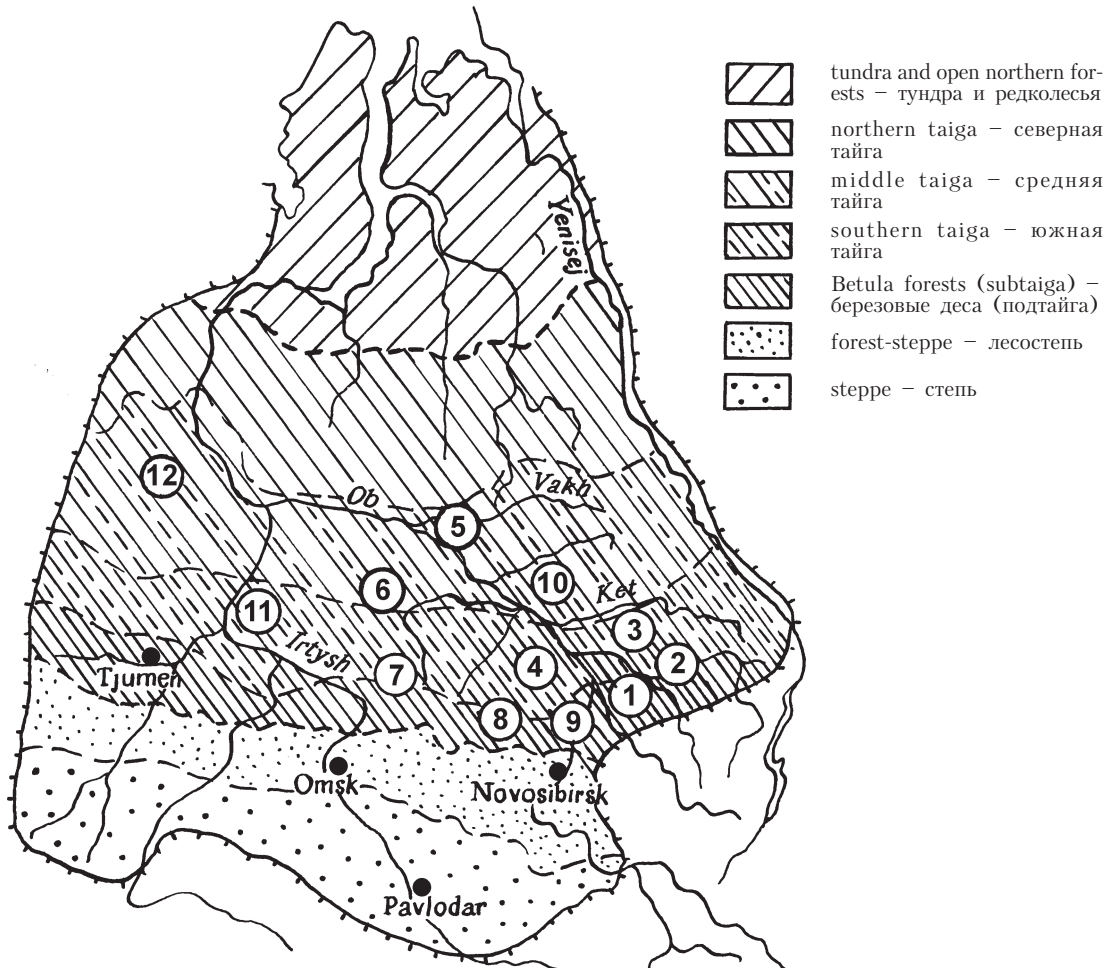 tundra and open northern for-
ests – тундра и редколесья
northern taiga – северная
тайга
middle taiga – средняя
тайга
southern taiga – южная
тайга
Betula forests (subtaiga) –
березовые деса (подтайга)
forest-steppe – лесостепь
steppe – степь
Yenisej
12
Ob
Vakh
5
10
6
Ket
11
3
Irtysh
2
7
4
Tjumen
1
8
9
Omsk
Novosibirsk
Pavlodar